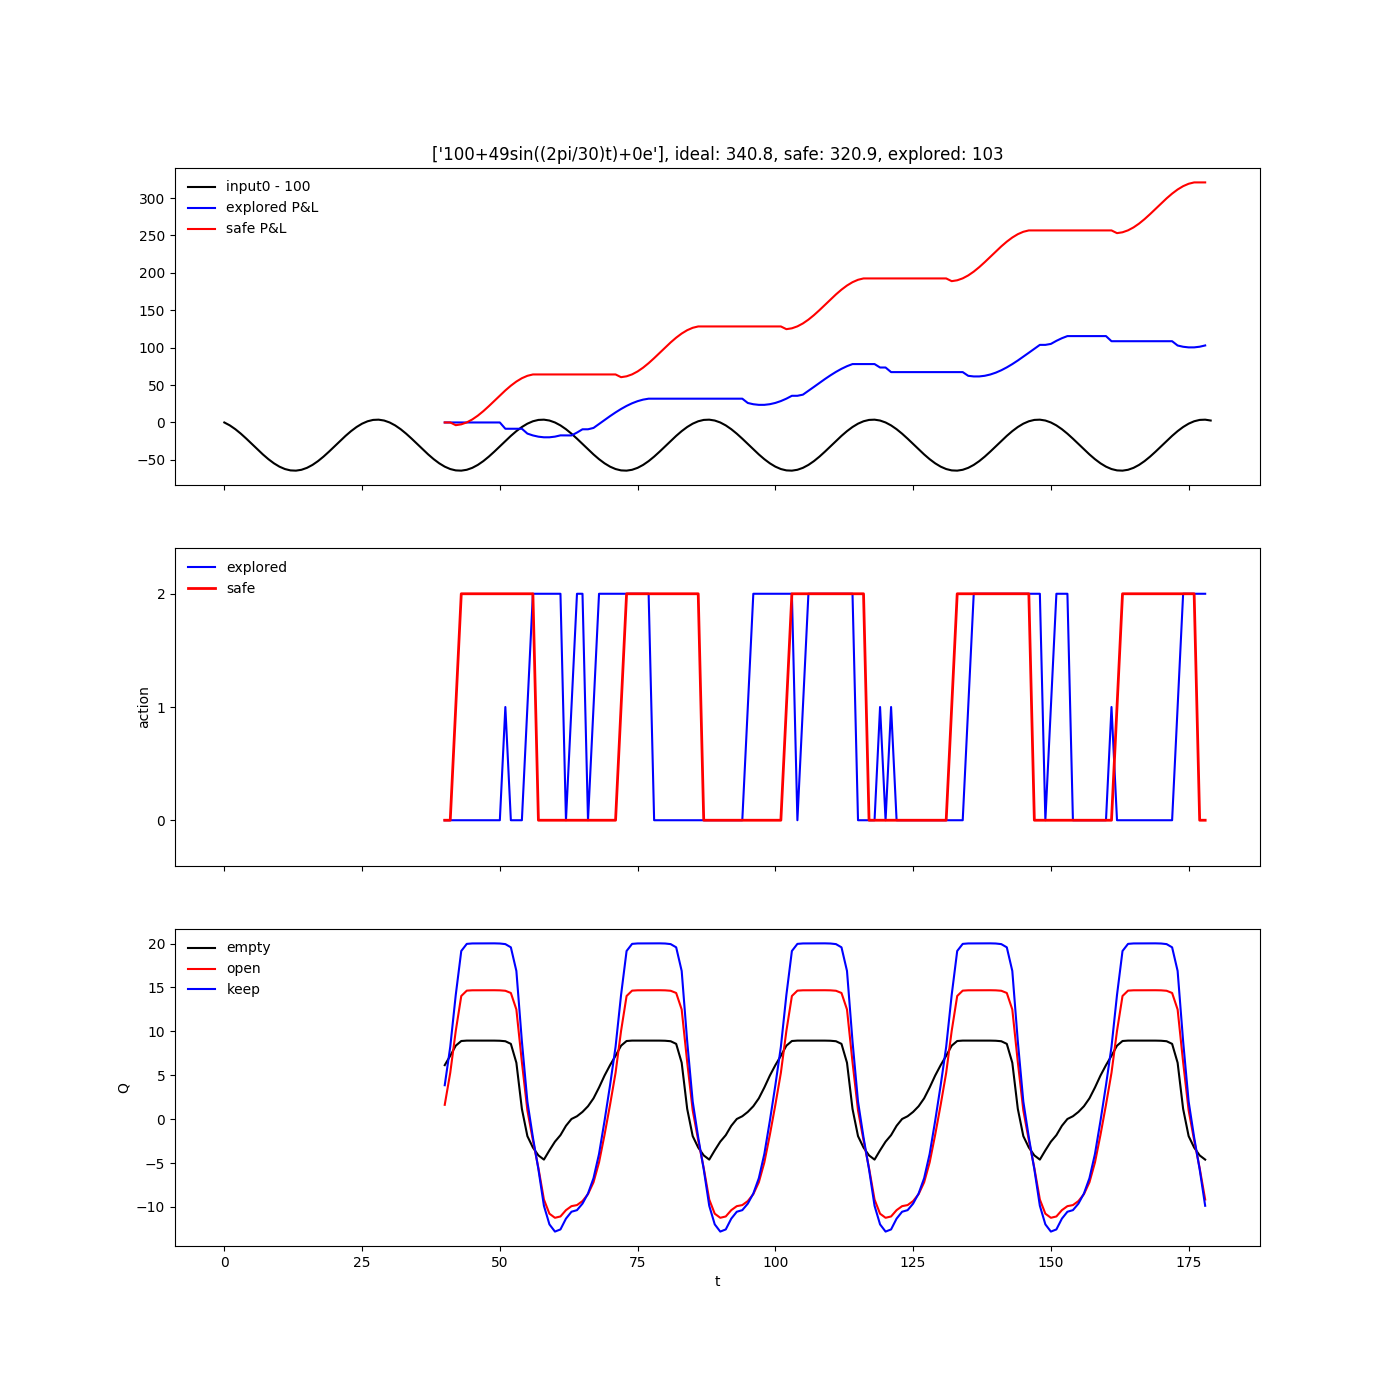 ['100+49sin((2pi/30)t)+0e'], ideal: 340.8, safe: 320.9, explored: 103
input0 - 100
explored P&L
safe P&L
300
250
200
150
100
50
0
−50
explored
safe
action
2
1
0
empty
open
keep
Q
20
15
10
5
0
−5
−10
0 25 50 75 100 125 150 175
t